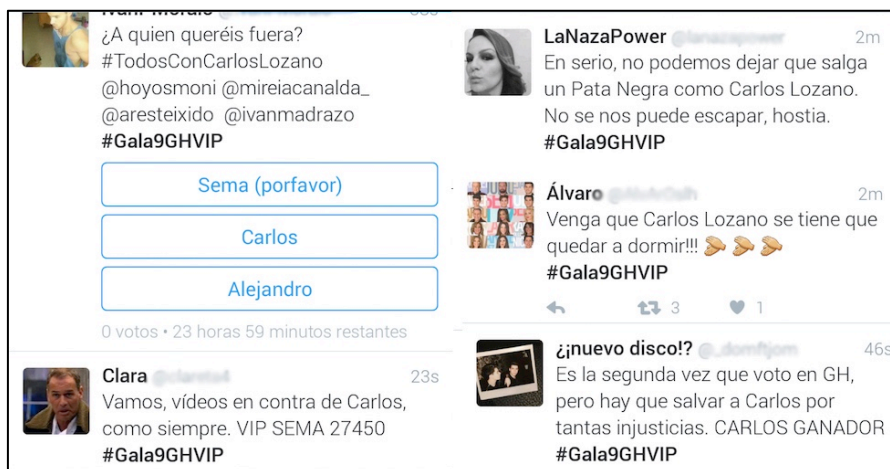 ¿A quien queréis fuera?
#TodosConCarlosLozano
@hoyosmoni @mireiacanalda_
@aresteixido @ivanmadrazo
#Gala9GHVIP
Sema (porfavor)
Carlos
Alejandro
0 votos • 23 horas 59 minutos restantes
Clara 23s
Vamos, vídeos en contra de Carlos,
como siempre. VIP SEMA 27450
#Gala9GHVIP
LaNazaPower @lanazapower 2m
En serio, no podemos dejar que salga
un Pata Negra como Carlos Lozano.
No se nos puede escapar, hostia.
#Gala9GHVIP
Álvaro 2m
Venga que Carlos Lozano se tiene que
quedar a dormir!!! 👏 👏 👏
#Gala9GHVIP
3 1
¿¡nuevo disco!? @_domftjom 46s
Es la segunda vez que voto en GH,
pero hay que salvar a Carlos por
tantas injusticias. CARLOS GANADOR
#Gala9GHVIP